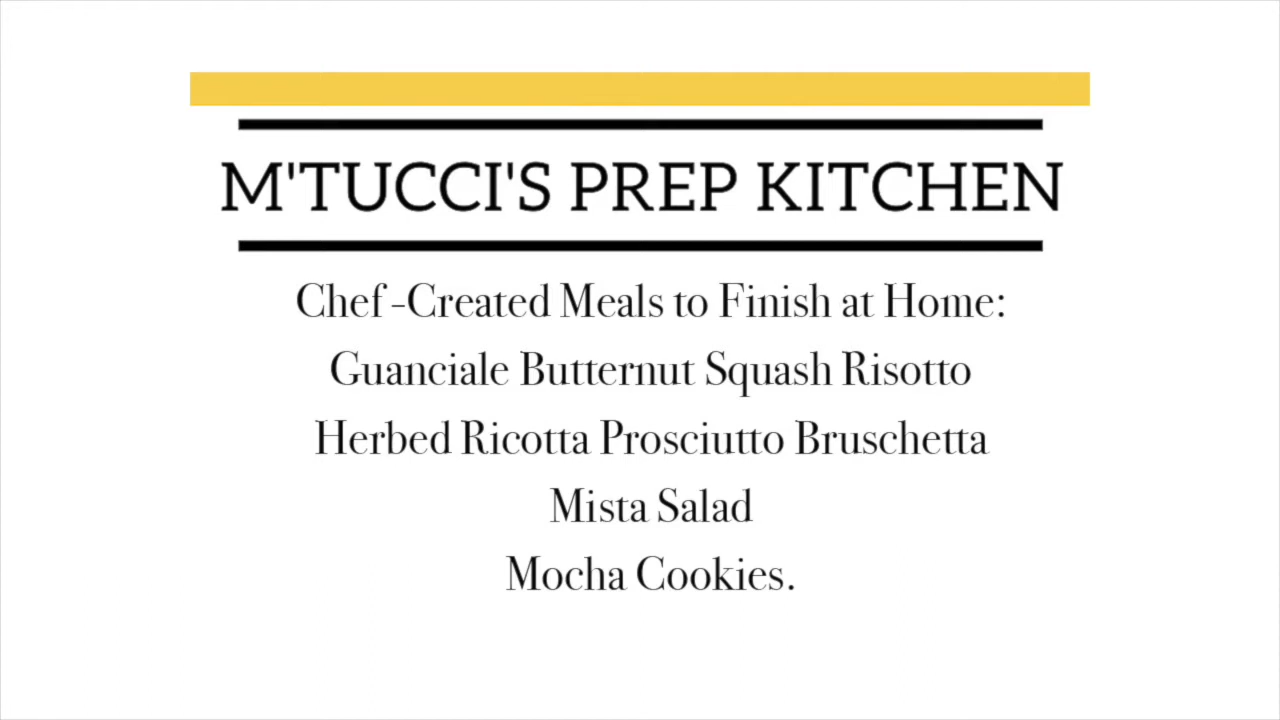 M'TUCCI'S PREP KITCHEN
Chef-Created Meals to Finish at Home:
Guanciale Butternut Squash Risotto
Herbed Ricotta Prosciutto Bruschetta
Mista Salad
Mocha Cookies.